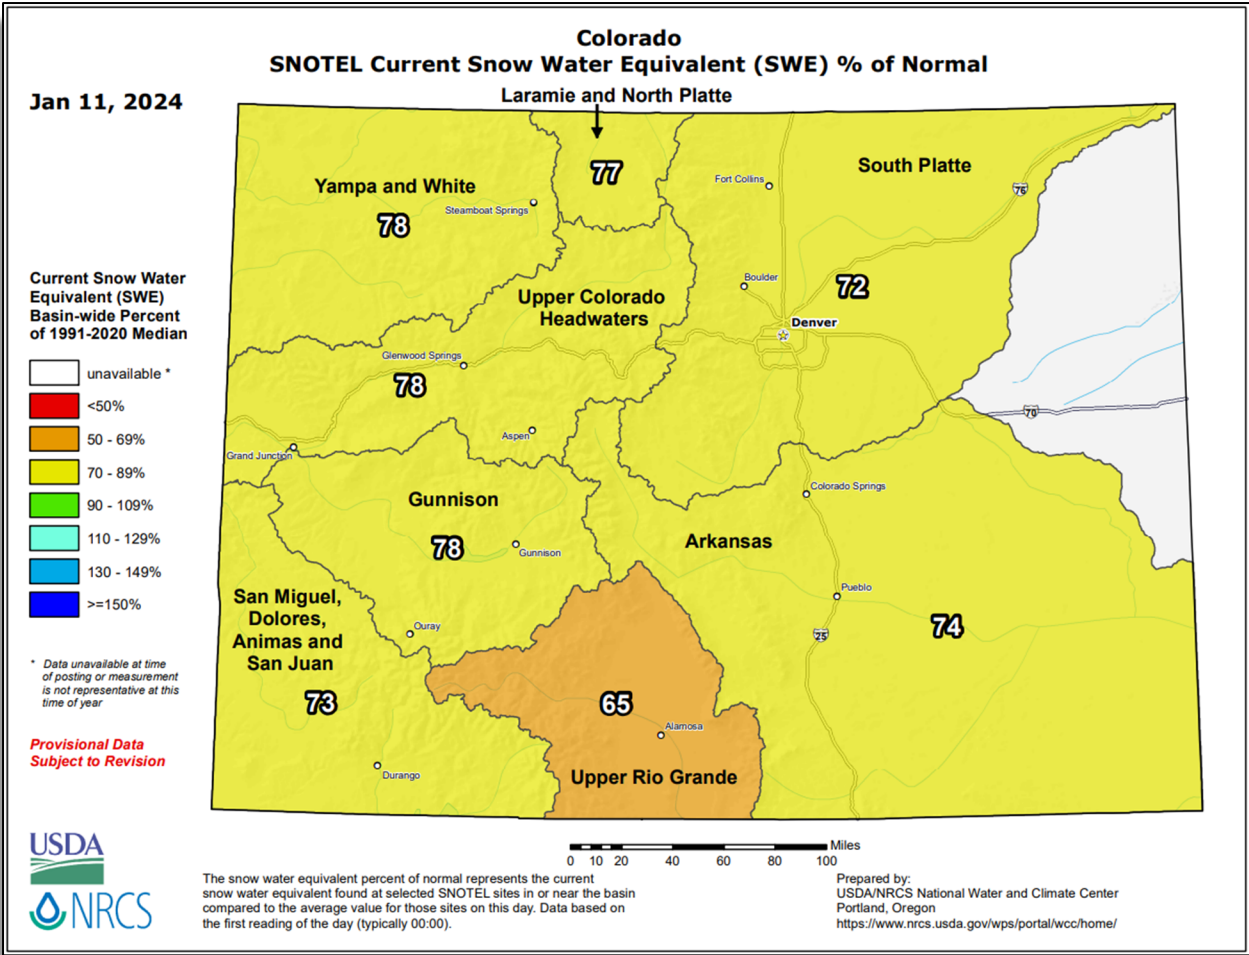 Colorado
SNOTEL Current Snow Water Equivalent (SWE) % of Normal
Jan 11, 2024
Laramie and North Platte
77
South Platte
Fort Collins
76
Yampa and White
Steamboat Springs
78
Boulder
72
Upper Colorado
Headwaters
Denver
Current Snow Water
Equivalent (SWE)
Basin-wide Percent
of 1991-2020 Median
unavailable *
<50%
50 - 69%
70 - 89%
90 - 109%
110 - 129%
130 - 149%
>=150%
Glenwood Springs
78
70
Aspen
Grand Junction
Colorado Springs
Gunnison
78
Gunnison
Arkansas
Pueblo
25
74
San Miguel,
Dolores,
Animas and
San Juan
73
Ouray
65
Alamosa
Upper Rio Grande
Durango
* Data unavailable at time
of posting or measurement
is not representative at this
time of year
Provisional Data
Subject to Revision
USDA
NRCS
Miles
0 10 20 40 60 80 100
The snow water equivalent percent of normal represents the current
snow water equivalent found at selected SNOTEL sites in or near the basin
compared to the average value for those sites on this day. Data based on
the first reading of the day (typically 00:00).
Prepared by:
USDA/NRCS National Water and Climate Center
Portland, Oregon
https://www.nrcs.usda.gov/wps/portal/wcc/home/